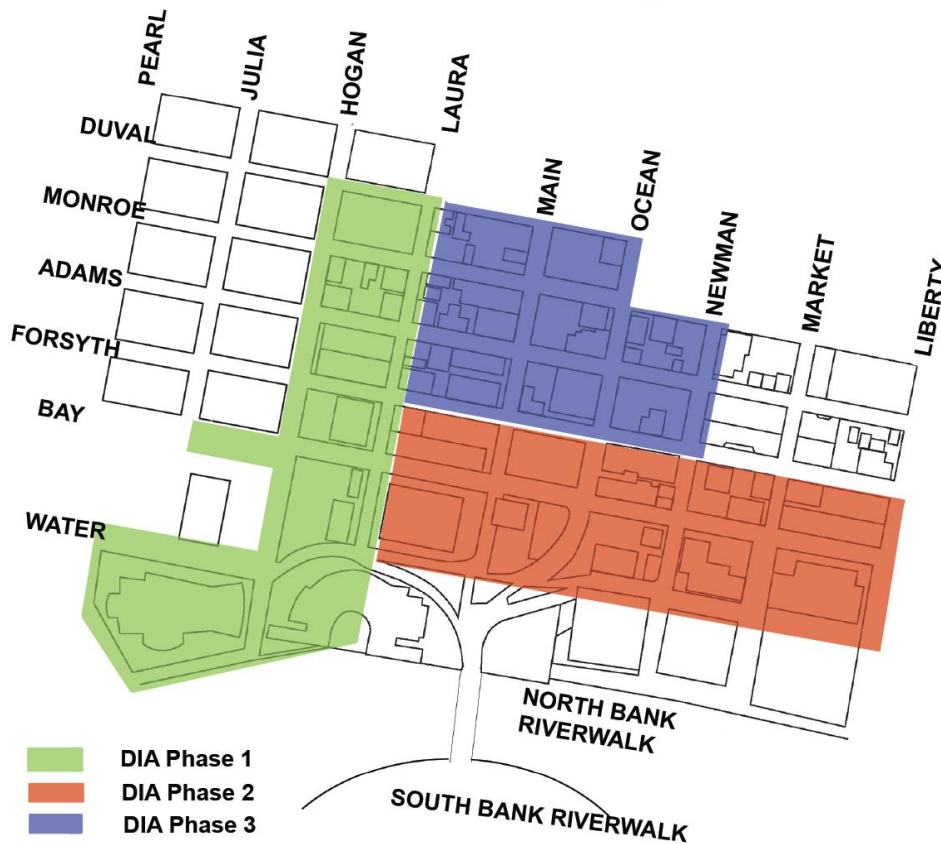 PEARL
JULIA
HOGAN
LAURA
MAIN
OCEAN
NEWMAN
MARKET
LIBERTY
DUVAL
MONROE
ADAMS
FORSYTH
BAY
WATER
NORTH BANK
RIVERWALK
SOUTH BANK RIVERWALK
DIA Phase 1
DIA Phase 2
DIA Phase 3